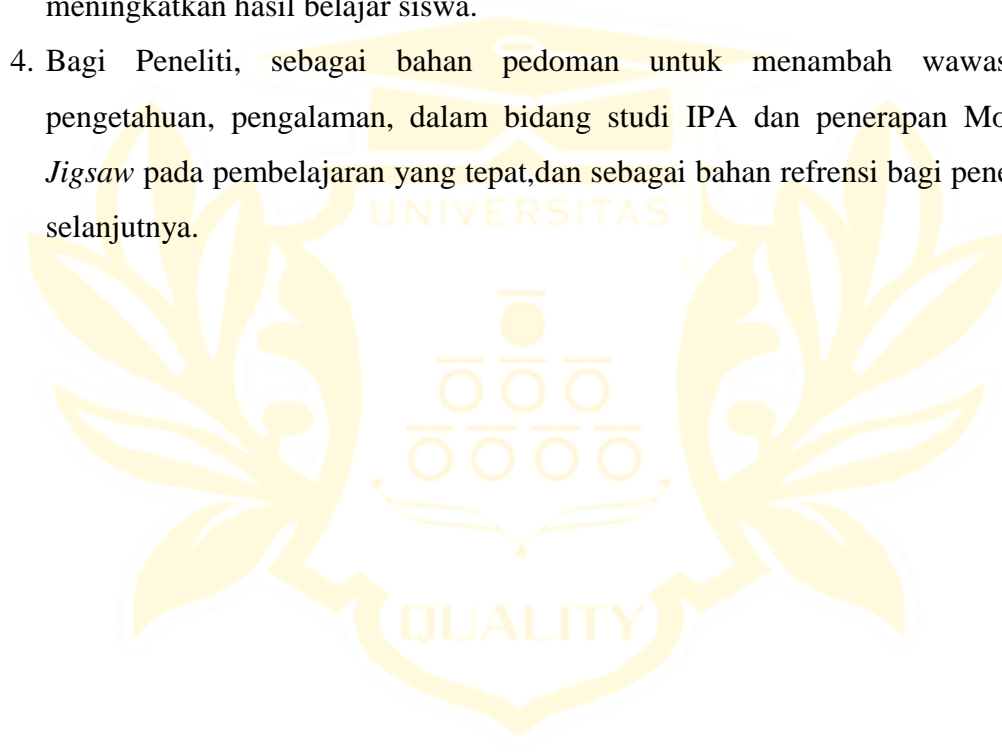 meningkatkan hasil belajar siswa.
4. Bagi Peneliti, sebagai bahan pedoman untuk menambah
pengetahuan, pengalaman, dalam bidang studi IPA dan penerapan
Jigsaw pada pembelajaran yang tepat,dan sebagai bahan refrensi bagi
selanjutnya.
UNIVERSITAS
QUALITY